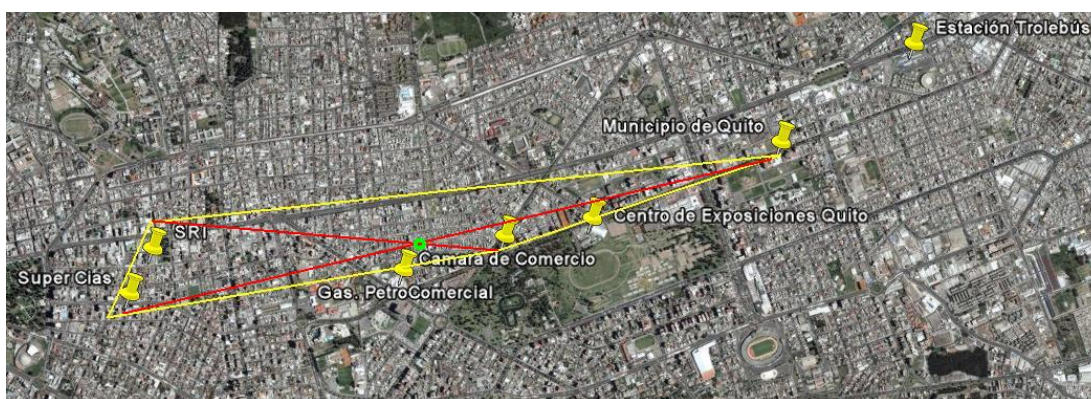 Estación Trolebús
Municipio de Quito
Centro de Exposiciones Quito
SRI
Camara de Comercio
Super Cias
Gas. PetroComercial